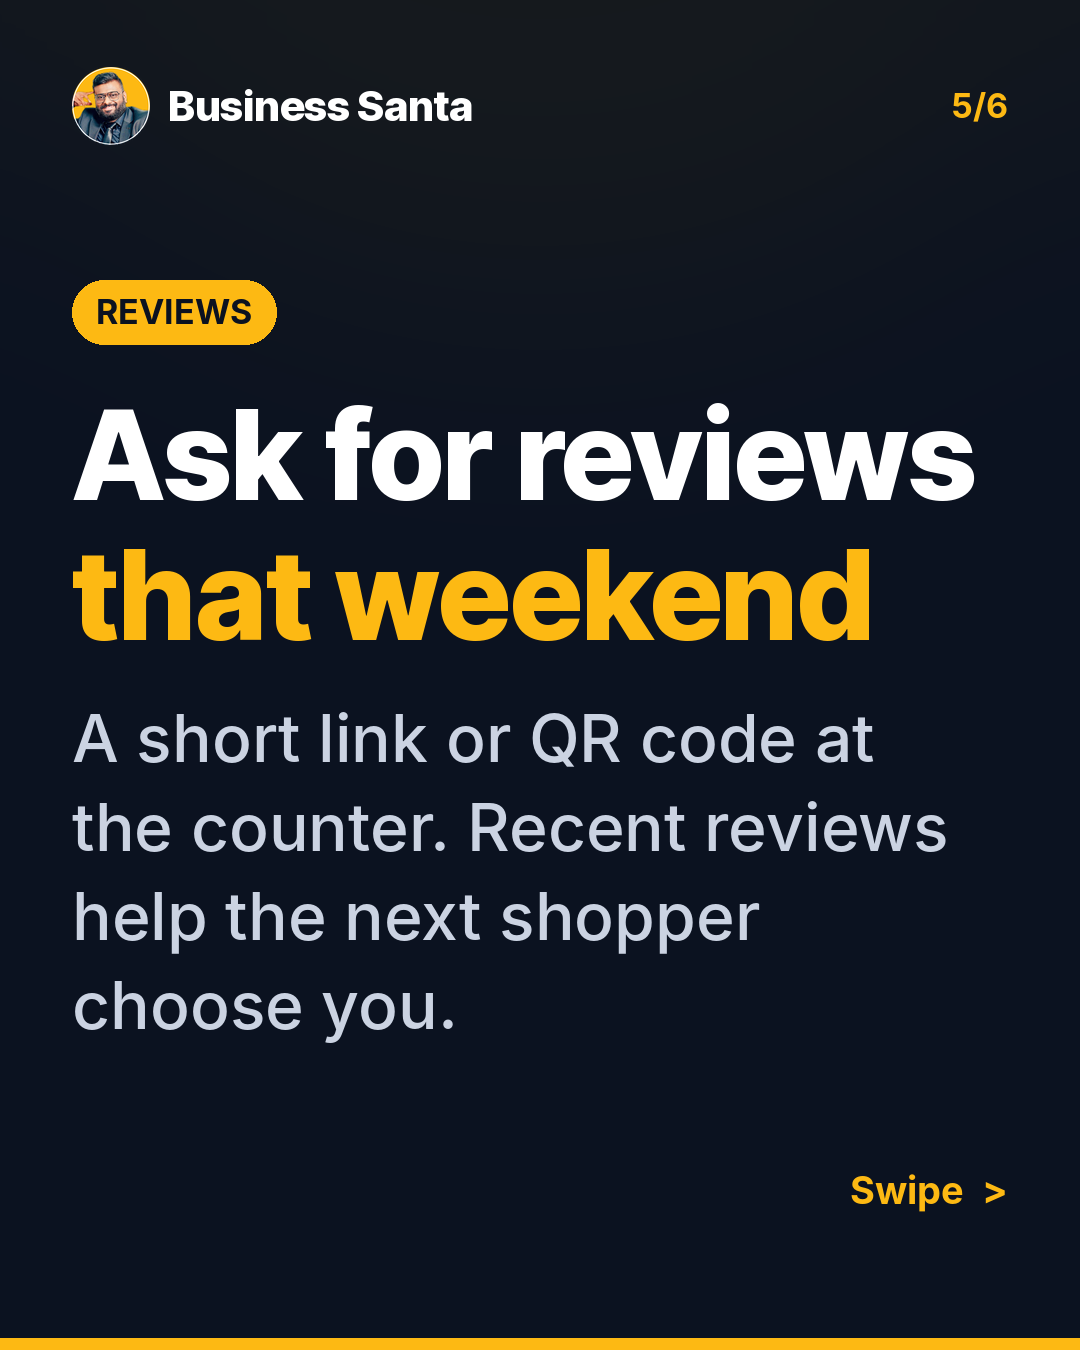 Business Santa
5/6
REVIEWS
Ask for reviews
that weekend
A short link or QR code at
the counter. Recent reviews
help the next shopper
choose you.
Swipe >